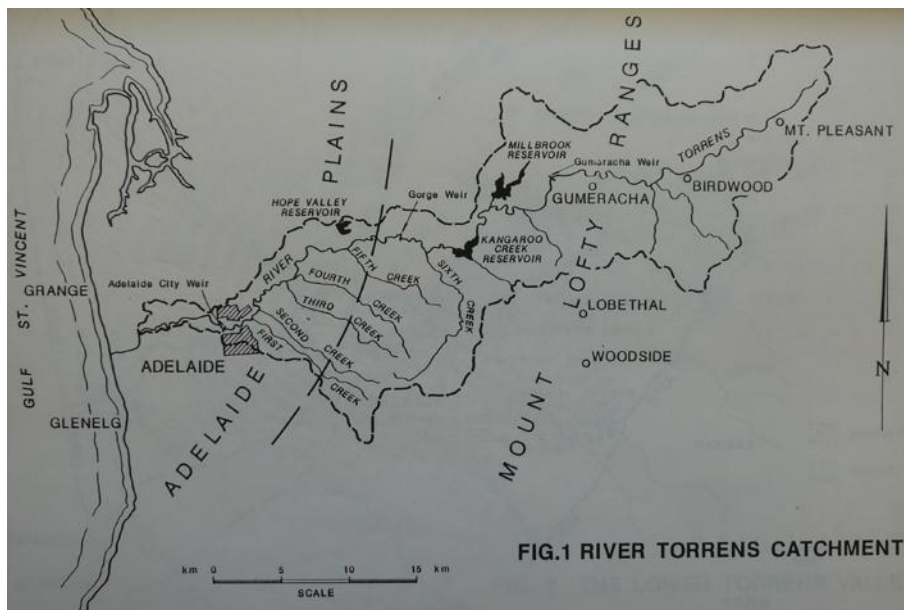 RANGES
PLAINS
MT. PLEASANT
TORRENS
MILLBROOK
RESERVOIR
Gumeracha Weir
BIRDWOOD
GUMERACHA
Gorge Weir
HOPE VALLEY
RESERVOIR
KANGAROO
CREEK
RESERVOIR
GULF ST. VINCENT
GRANGE
Adelaide City Weir
RIVER
FIFTH CREEK
SIXTH CREEK
FOURTH CREEK
THIRD CREEK
SECOND CREEK
FIRST CREEK
LOFTY
LOBETHAL
WOODSIDE
ADELAIDE
GLENELG
ADELAIDE
MOUNT
N
FIG.1 RIVER TORRENS CATCHMENT
km 0 5 10 15 km
SCALE